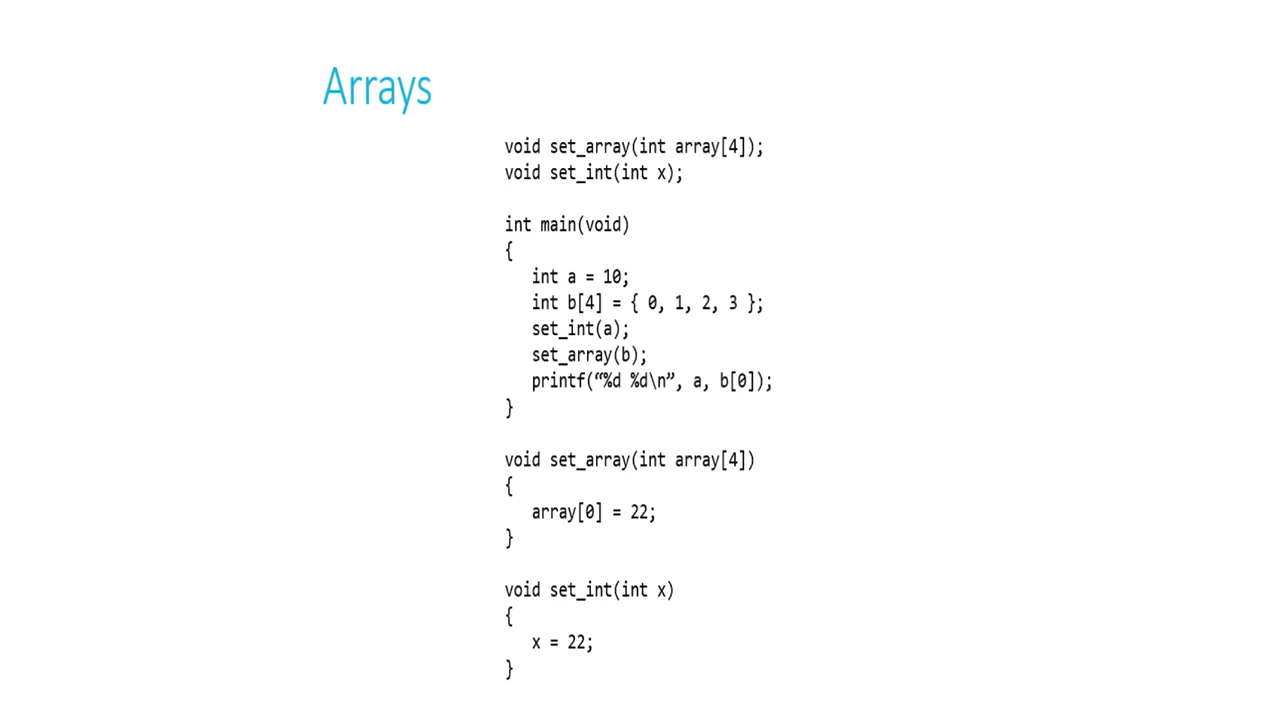 Arrays
void set_array(int array[4]);
void set_int(int x);
int main(void)
{
int a = 10;
int b[4] = { 0, 1, 2, 3 };
set_int(a);
set_array(b);
printf(“%d %d\n”, a, b[0]);
}
void set_array(int array[4])
{
array[0] = 22;
}
void set_int(int x)
{
x = 22;
}